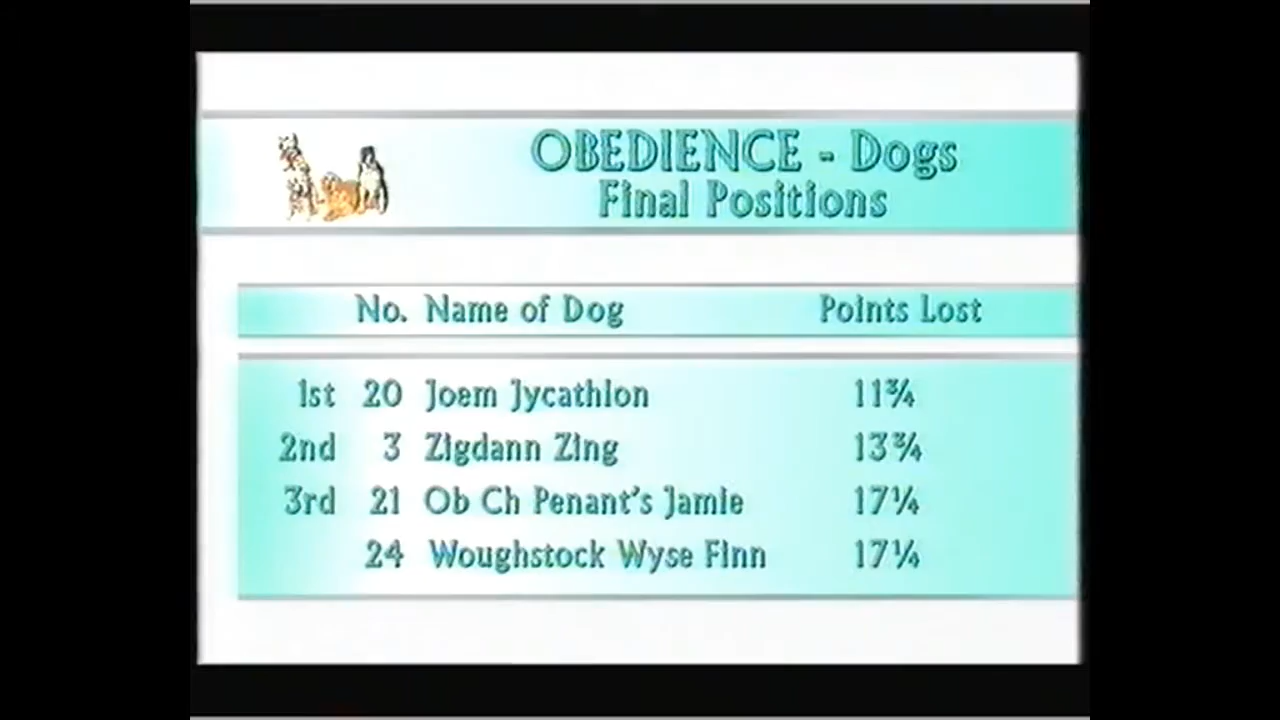 OBEDIENCE - Dogs
Final Positions
No. Name of Dog Points Lost
1st 20 Joem Jycathlon 11¾
2nd 3 Zigdann Zing 13¾
3rd 21 Ob Ch Penant's Jamie 17¼
24 Woughstock Wyse Finn 17¼